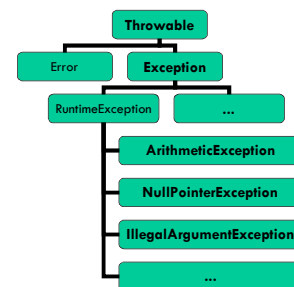 Throwable
Error
Exception
RuntimeException
...
ArithmeticException
NullPointerException
IllegalArgumentException
...